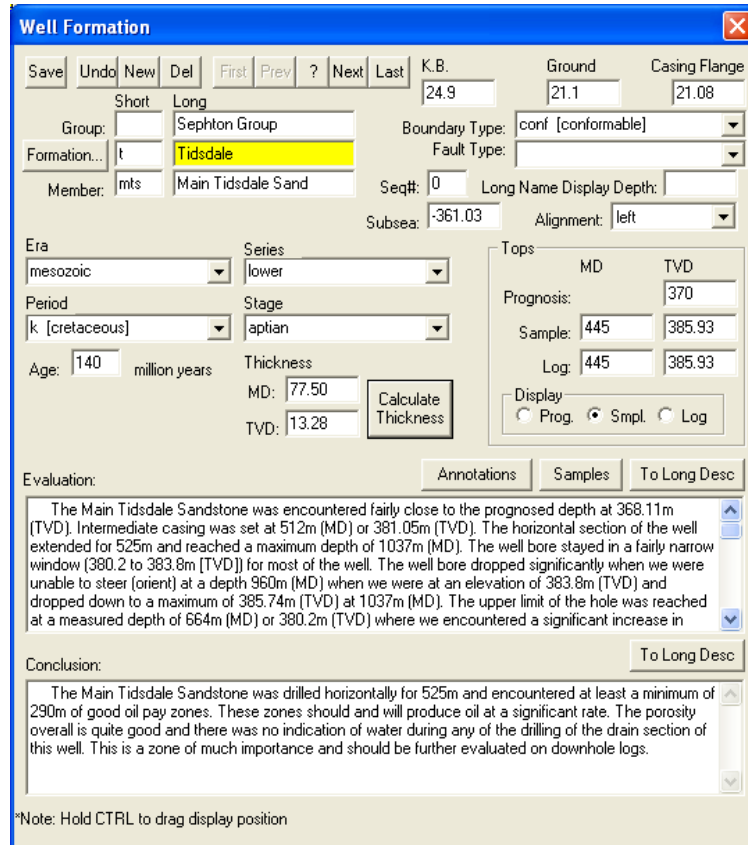 Well Formation
Save Undo New Del First Prev ? Next Last
K.B. Ground Casing Flange
24.9 21.1 21.08
Short Long
Group: Sephton Group
Boundary Type: conf [conformable]
Formation... t Tidsdale
Fault Type:
Member: mts Main Tidsdale Sand
Seq#: 0 Long Name Display Depth:
Subsea: -361.03 Alignment: left
Era Series
mesozoic lower
Period Stage
k [cretaceous] aptian
Age: 140 million years
Thickness
MD: 77.50
TVD: 13.28
Calculate
Thickness
Tops
MD TVD
Prognosis: 370
Sample: 445 385.93
Log: 445 385.93
Display
Prog. Smpl. Log
Evaluation: Annotations Samples To Long Desc
The Main Tidsdale Sandstone was encountered fairly close to the prognosed depth at 368.11m
(TVD). Intermediate casing was set at 512m (MD) or 381.05m (TVD). The horizontal section of the well
extended for 525m and reached a maximum depth of 1037m (MD). The well bore stayed in a fairly narrow
window (380.2 to 383.8m [TVD]) for most of the well. The well bore dropped significantly when we were
unable to steer (orient) at a depth 960m (MD) when we were at an elevation of 383.8m (TVD) and
dropped down to a maximum of 385.74m (TVD) at 1037m (MD). The upper limit of the hole was reached
at a measured depth of 664m (MD) or 380.2m (TVD) where we encountered a significant increase in
Conclusion: To Long Desc
The Main Tidsdale Sandstone was drilled horizontally for 525m and encountered at least a minimum of
290m of good oil pay zones. These zones should and will produce oil at a significant rate. The porosity
overall is quite good and there was no indication of water during any of the drilling of the drain section of
this well. This is a zone of much importance and should be further evaluated on downhole logs.
*Note: Hold CTRL to drag display position